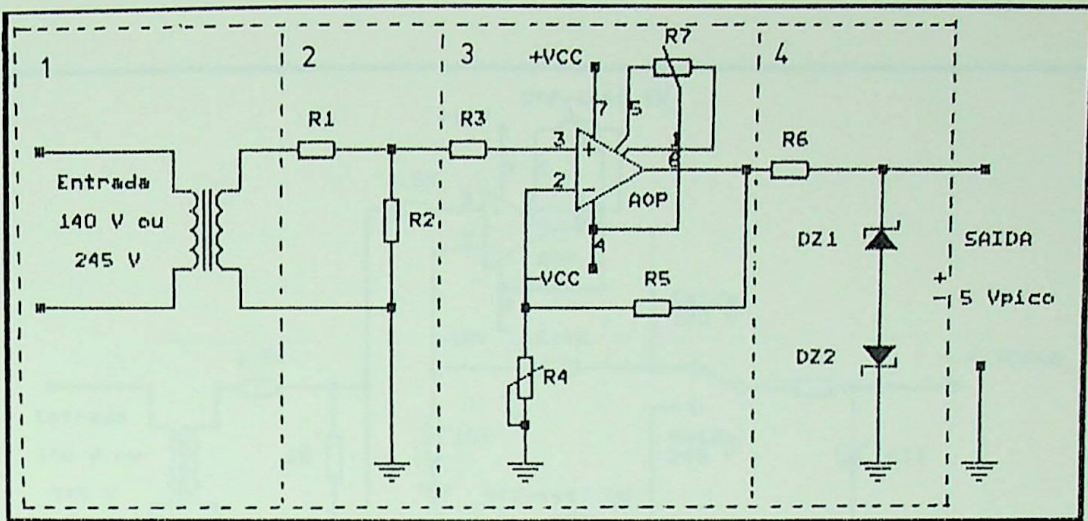 1
2
3
4
R1
R2
R3
+VCC
7
5
R7
1
6
3
+
2
-
AOP
4
-VCC
R5
R4
R6
DZ1
DZ2
Entrada
140 V ou
245 V
SAIDA
+
- 5 Vpico